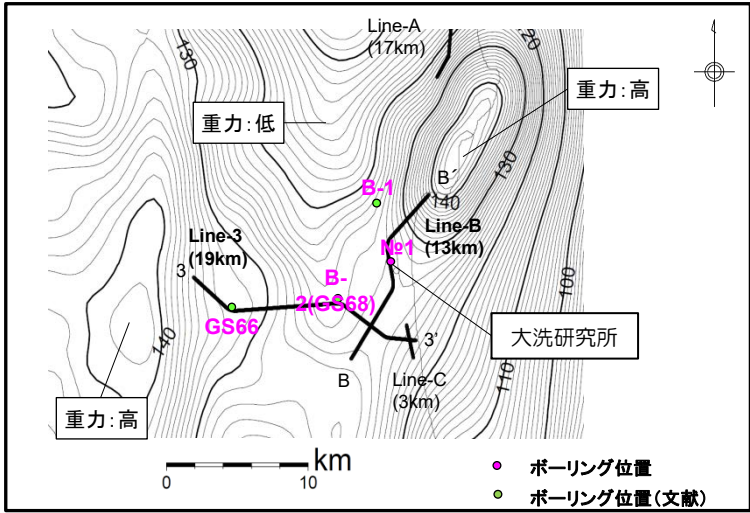 Line-A
(17km)
120
130
重力：低
重力：高
130
B-1
B´
140
Line-B
(13km)
Line-3
(19km)
3
№1
B-
2(GS68)
100
GS66
大洗研究所
140
3’
110
B
Line-C
(3km)
重力：高
km
0
10
ボーリング位置
ボーリング位置（文献）